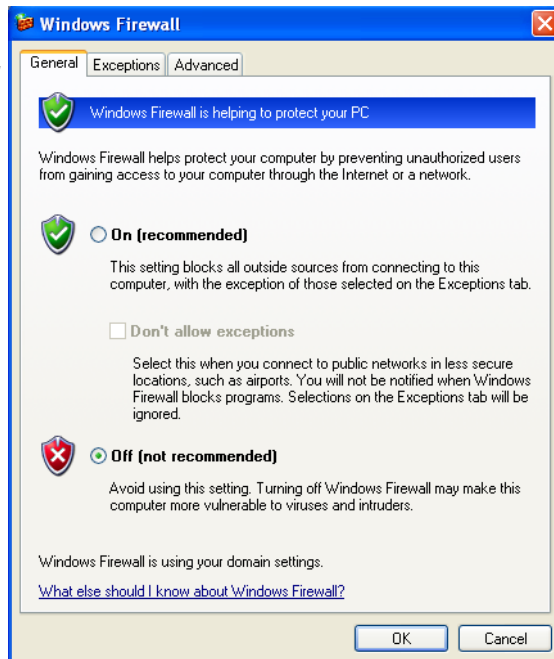 Windows Firewall
General Exceptions Advanced
Windows Firewall is helping to protect your PC
Windows Firewall helps protect your computer by preventing unauthorized users
from gaining access to your computer through the Internet or a network.
On (recommended)
This setting blocks all outside sources from connecting to this
computer, with the exception of those selected on the Exceptions tab.
Don't allow exceptions
Select this when you connect to public networks in less secure
locations, such as airports. You will not be notified when Windows
Firewall blocks programs. Selections on the Exceptions tab will be
ignored.
Off (not recommended)
Avoid using this setting. Turning off Windows Firewall may make this
computer more vulnerable to viruses and intruders.
Windows Firewall is using your domain settings.
What else should I know about Windows Firewall?
OK Cancel